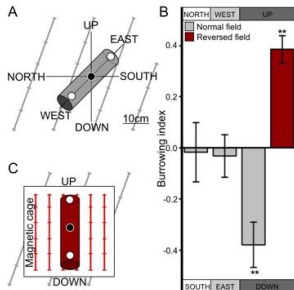 A
UP
EAST
NORTH
SOUTH
WEST
DOWN
10cm
C
UP
Magnetic cage
DOWN
B
NORTH WEST UP
Normal field
Reversed field
**
Burrowing index
0.4
0.2
0.0
-0.2
-0.4
**
SOUTH EAST DOWN